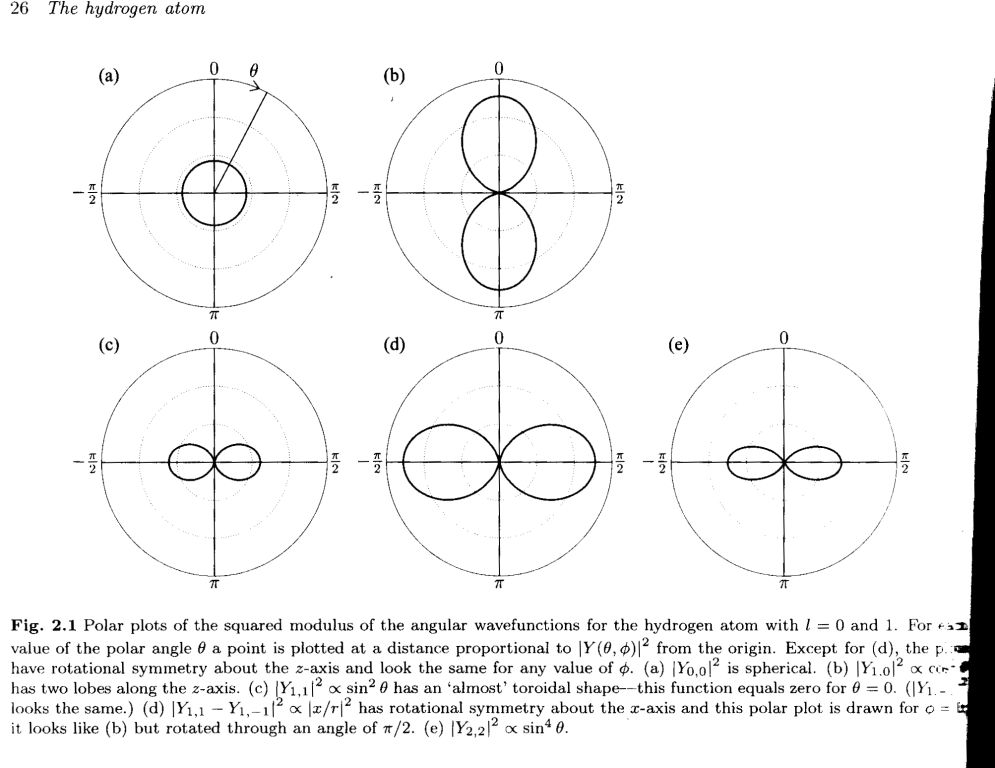 26 The hydrogen atom
(a)
0
θ
−π/2
π/2
π
(b)
0
−π/2
π/2
π
(c)
0
−π/2
π/2
π
(d)
0
−π/2
π/2
π
(e)
0
−π/2
π/2
π
Fig. 2.1 Polar plots of the squared modulus of the angular wavefunctions for the hydrogen atom with l = 0 and 1. For
value of the polar angle θ a point is plotted at a distance proportional to |Y(θ, φ)|² from the origin. Except for (d), the
have rotational symmetry about the z-axis and look the same for any value of φ. (a) |Y0,0|² is spherical. (b) |Y1,0|² ∝
has two lobes along the z-axis. (c) |Y1,1|² ∝ sin² θ has an ‘almost’ toroidal shape—this function equals zero for θ = 0. (|Y1,−
looks the same.) (d) |Y1,1 − Y1,−1|² ∝ |x/r|² has rotational symmetry about the x-axis and this polar plot is drawn for φ =
it looks like (b) but rotated through an angle of π/2. (e) |Y2,2|² ∝ sin⁴ θ.